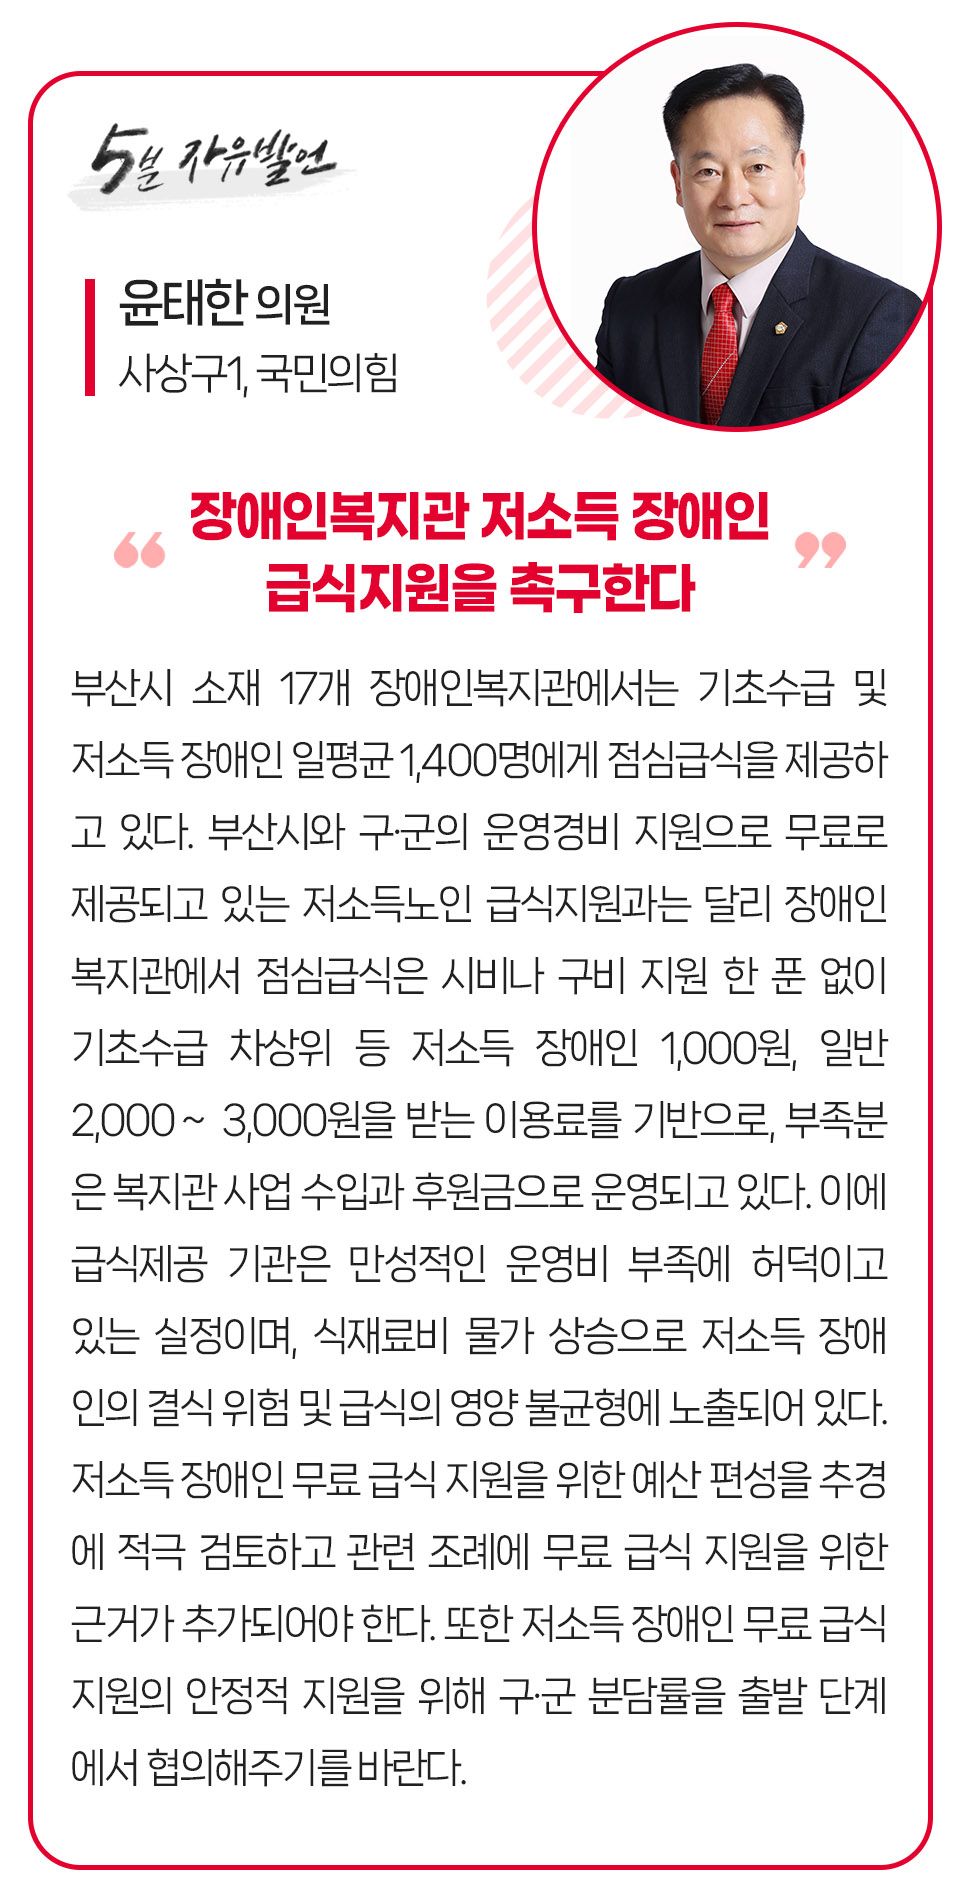 5분 자유발언
윤태한 의원
사상구1, 국민의힘
“ 장애인복지관 저소득 장애인
급식지원을 촉구한다 ”
부산시 소재 17개 장애인복지관에서는 기초수급 및
저소득 장애인 일평균 1,400명에게 점심급식을 제공하
고 있다. 부산시와 구·군의 운영경비 지원으로 무료로
제공되고 있는 저소득노인 급식지원과는 달리 장애인
복지관에서 점심급식은 시비나 구비 지원 한 푼 없이
기초수급 차상위 등 저소득 장애인 1,000원, 일반
2,000~ 3,000원을 받는 이용료를 기반으로, 부족분
은 복지관 사업 수입과 후원금으로 운영되고 있다. 이에
급식제공 기관은 만성적인 운영비 부족에 허덕이고
있는 실정이며, 식재료비 물가 상승으로 저소득 장애
인의 결식 위험 및 급식의 영양 불균형에 노출되어 있다.
저소득 장애인 무료 급식 지원을 위한 예산 편성을 추경
에 적극 검토하고 관련 조례에 무료 급식 지원을 위한
근거가 추가되어야 한다. 또한 저소득 장애인 무료 급식
지원의 안정적 지원을 위해 구·군 분담률을 출발 단계
에서 협의해주기를 바란다.